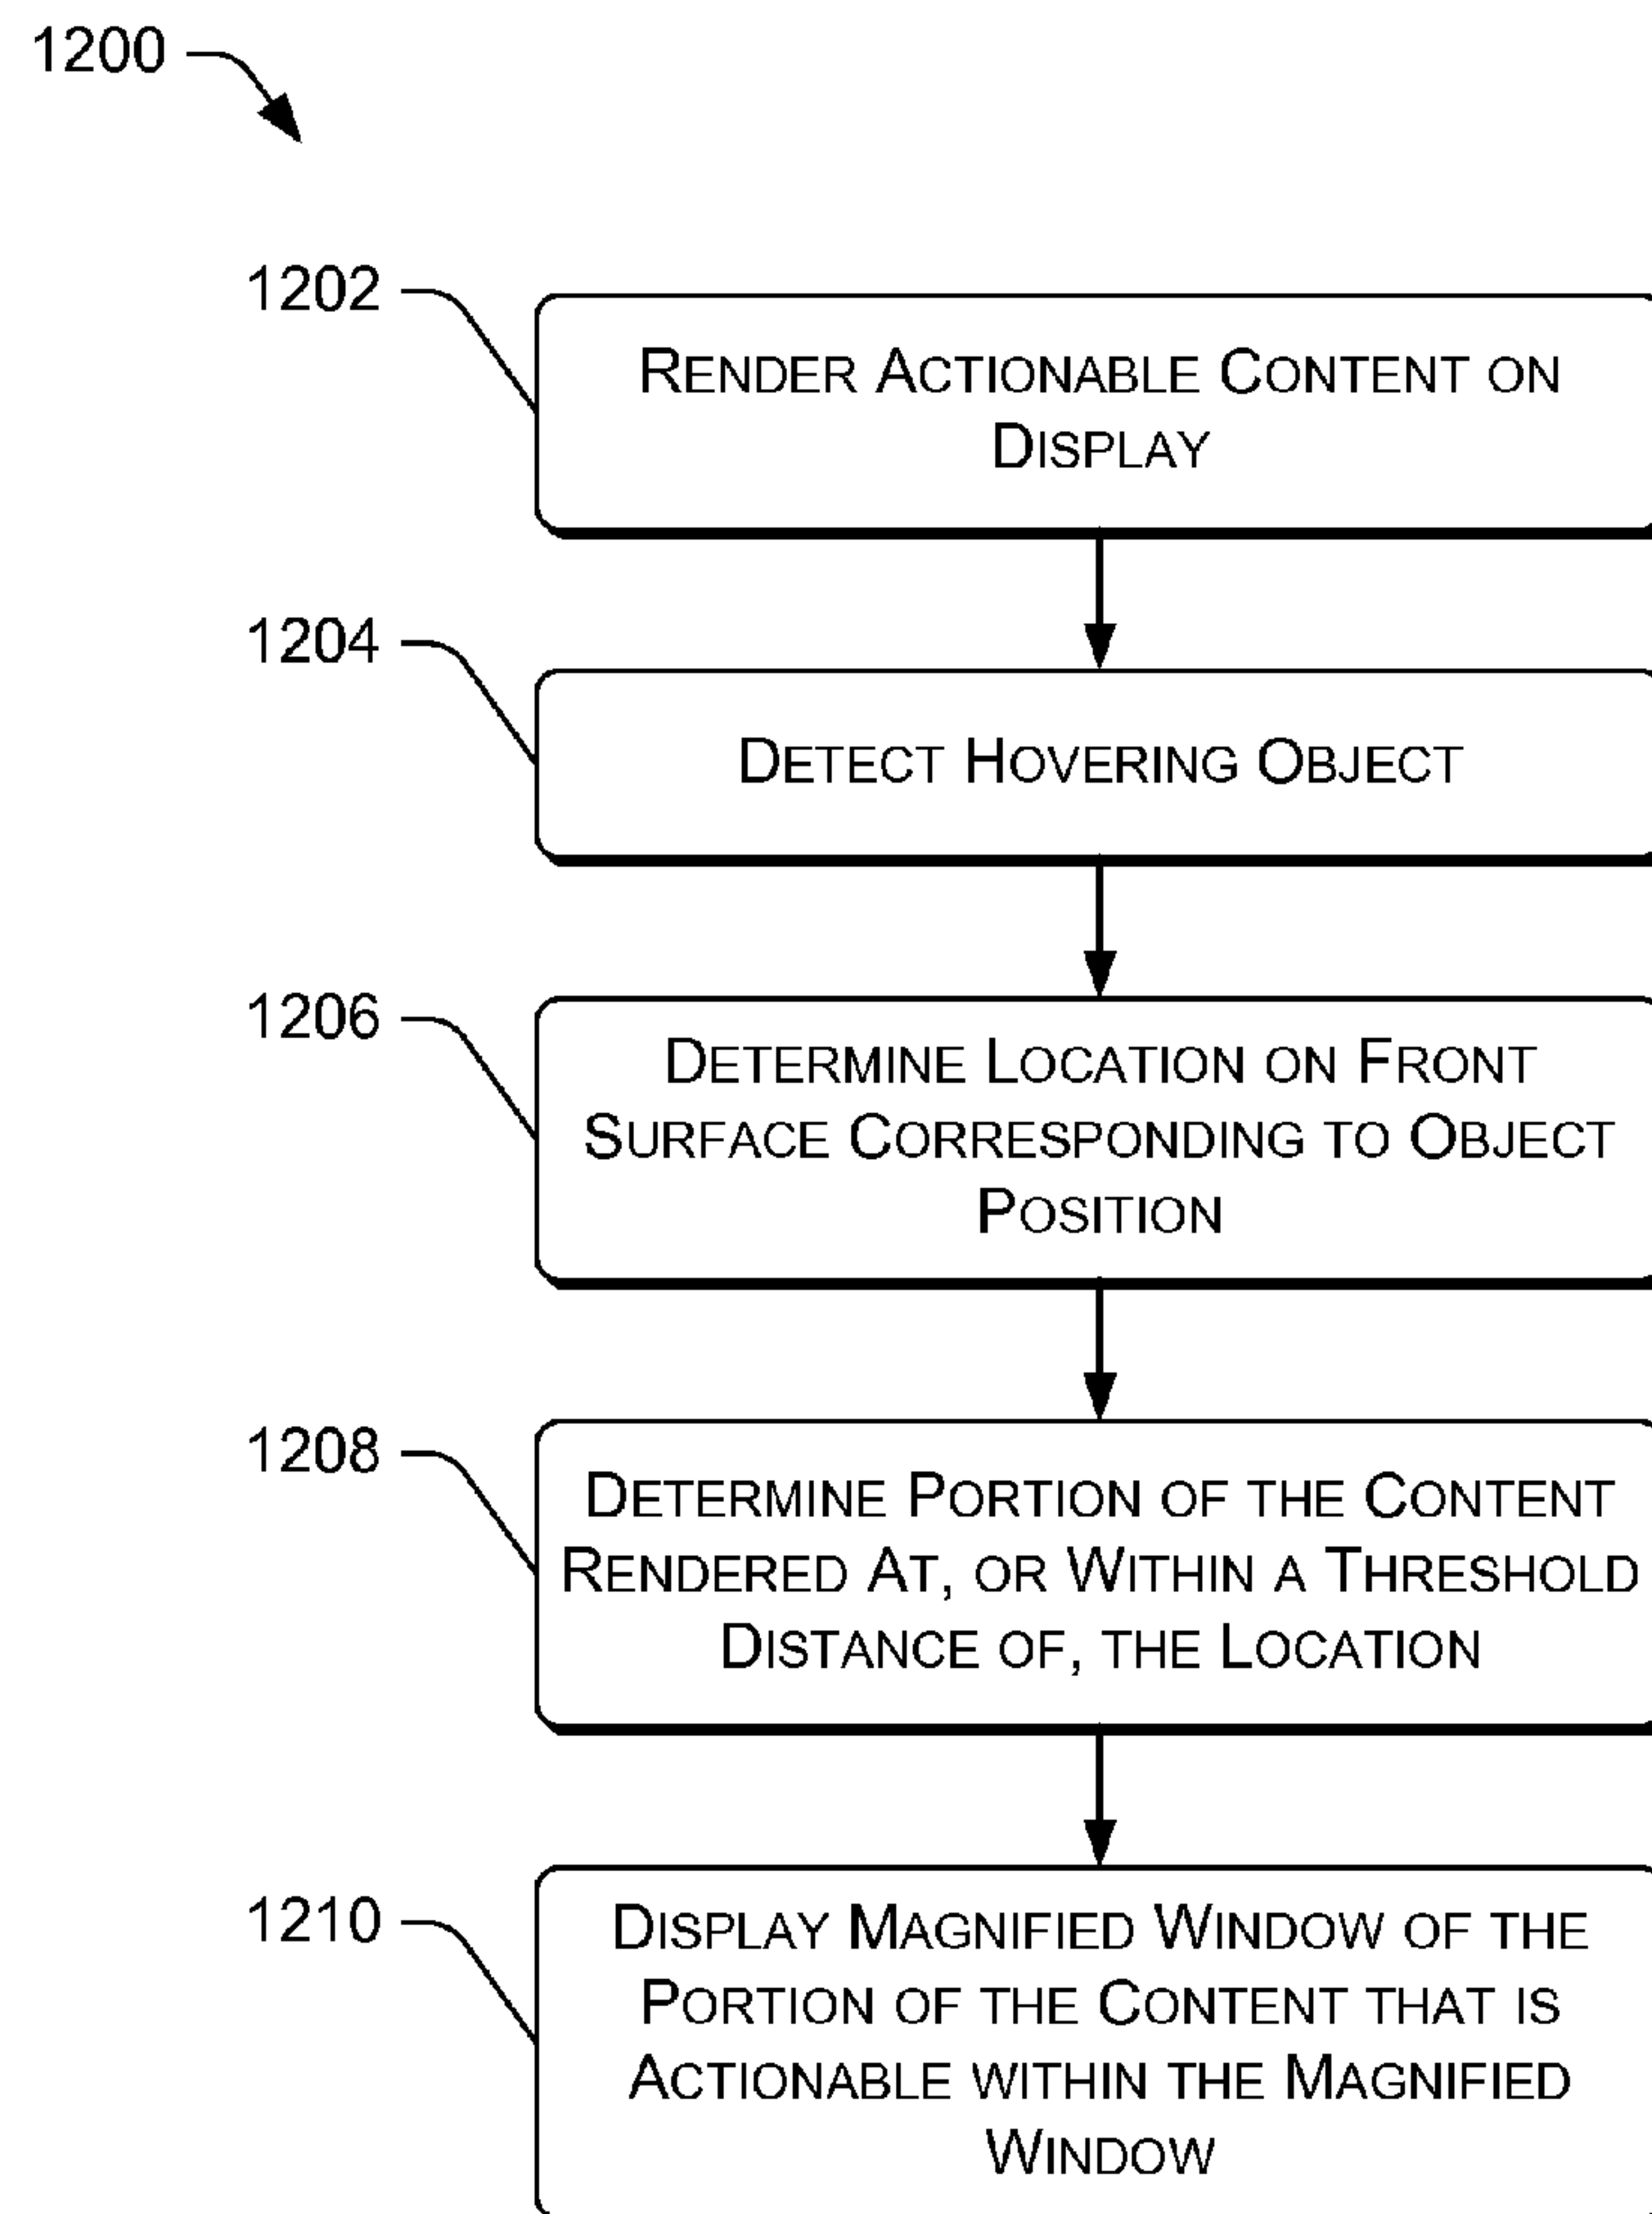 1200
1202
RENDER ACTIONABLE CONTENT ON
DISPLAY
1204
DETECT HOVERING OBJECT
1206
DETERMINE LOCATION ON FRONT
SURFACE CORRESPONDING TO OBJECT
POSITION
1208
DETERMINE PORTION OF THE CONTENT
RENDERED AT, OR WITHIN A THRESHOLD
DISTANCE OF, THE LOCATION
1210
DISPLAY MAGNIFIED WINDOW OF THE
PORTION OF THE CONTENT THAT IS
ACTIONABLE WITHIN THE MAGNIFIED
WINDOW